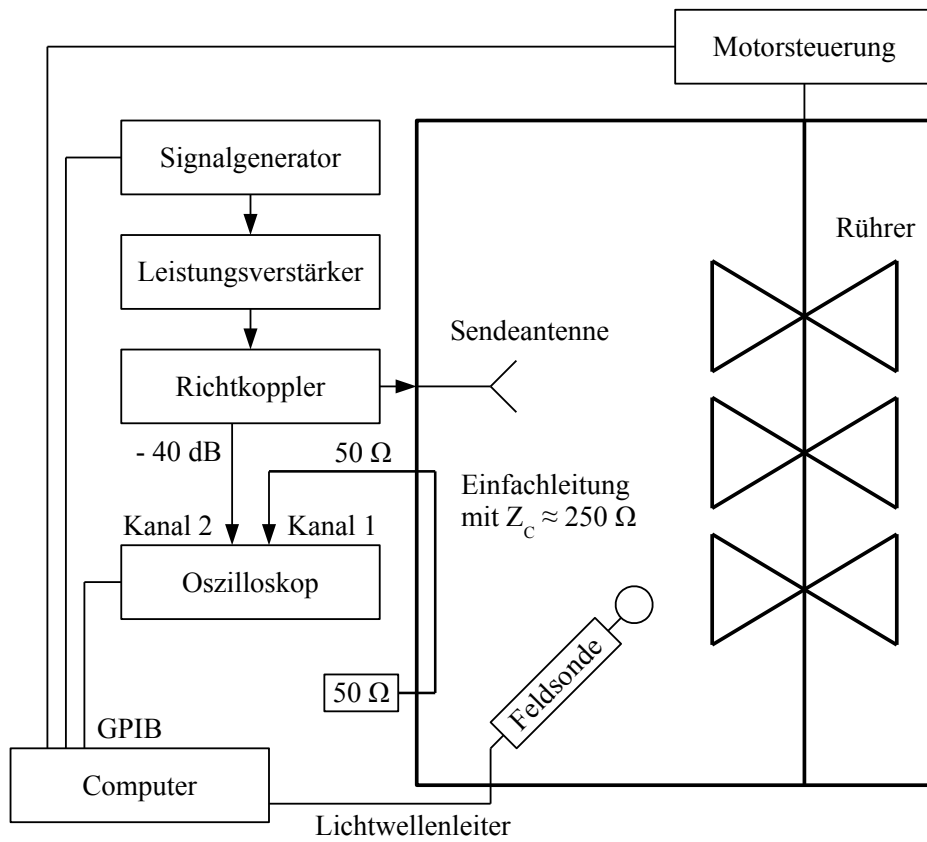 Motorsteuerung
Signalgenerator
Leistungsverstärker
Rührer
Sendeantenne
Richtkoppler
- 40 dB
50 Ω
Einfachleitung
mit Z_C ≈ 250 Ω
Kanal 2
Kanal 1
Oszilloskop
Feldsonde
50 Ω
GPIB
Computer
Lichtwellenleiter